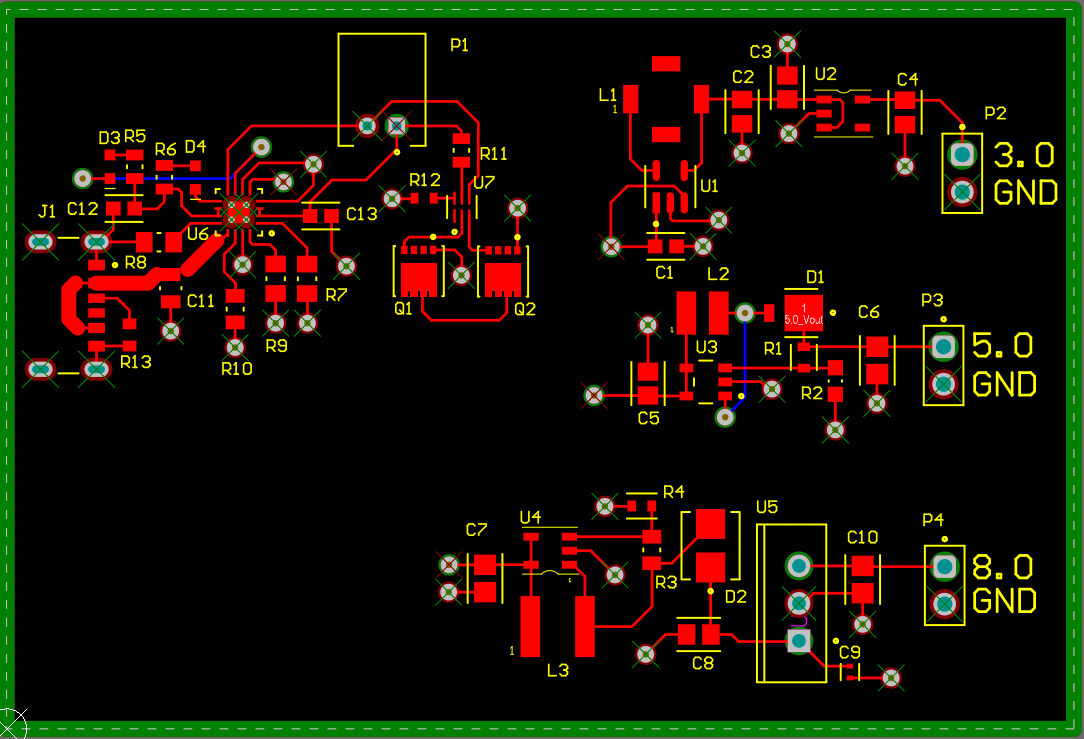 P1
C3
U2
C2
C4
L1
1
P2
3.0
GND
D3 R5
R6
D4
R11
R12
U7
U1
C12
J1
U6
C13
R8
C1
L2
D1
C11
R7
Q1
Q2
1
5.0_Vout
C6
P3
5.0
GND
R13
R9
R10
U3
R1
R2
C5
R4
U5
C7
U4
C10
P4
8.0
GND
R3
D2
1
L3
C8
C9